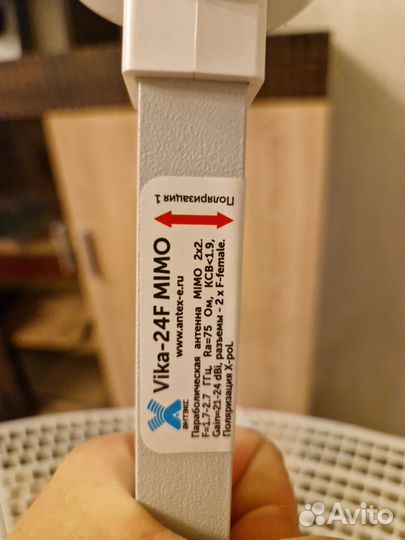 Поляризация 1
Vika-24F MIMO
www.antex-e.ru
АНТЭКС
Параболическая антенна MIMO 2x2.
F=1.7-2.7 ГГц, Ra=75 Ом, КСВ<1.9,
Gain=21-24 dBi, разъемы - 2 x F-female.
Поляризация X-pol.
Avito